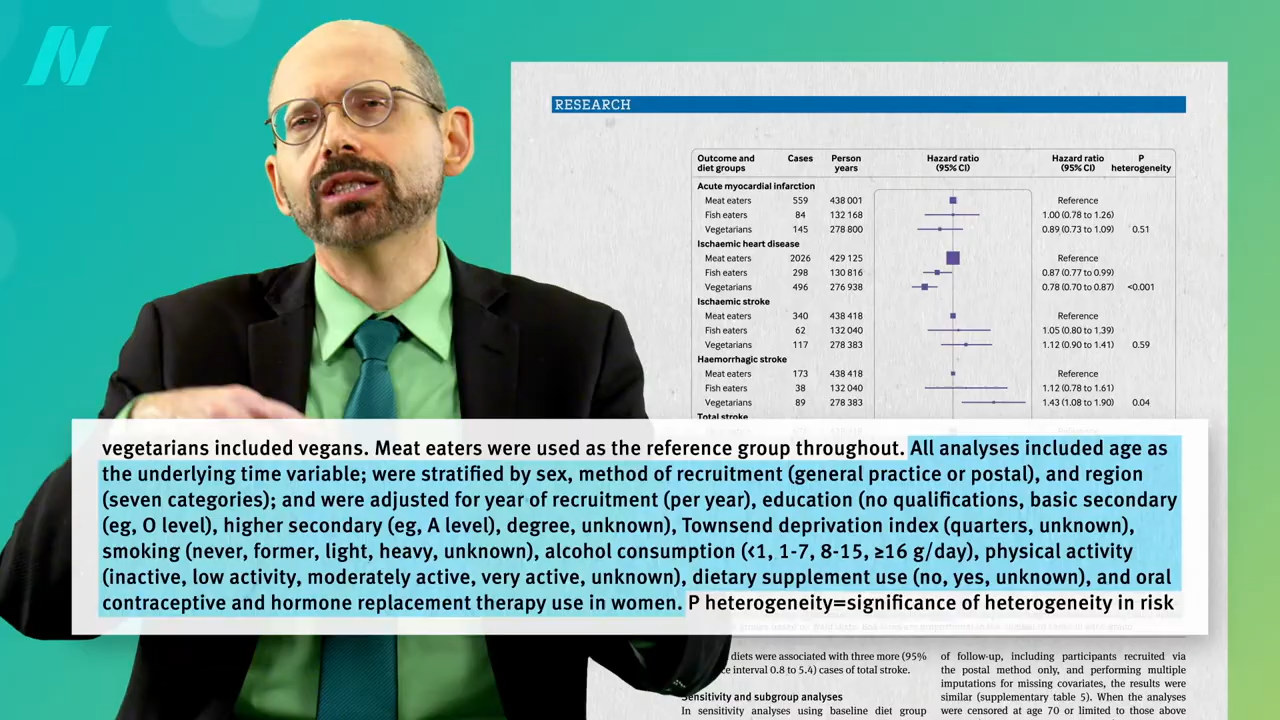 RESEARCH
Outcome and diet groups Cases Person years Hazard ratio (95% CI) Hazard ratio (95% CI) P heterogeneity
Acute myocardial infarction
Meat eaters 559 438 001 Reference
Fish eaters 84 132 168 1.00 (0.78 to 1.26)
Vegetarians 145 278 800 0.89 (0.73 to 1.09) 0.51
Ischaemic heart disease
Meat eaters 2026 429 125 Reference
Fish eaters 298 130 816 0.87 (0.77 to 0.99)
Vegetarians 496 276 938 0.78 (0.70 to 0.87) <0.001
Ischaemic stroke
Meat eaters 340 438 418 Reference
Fish eaters 62 132 040 1.05 (0.80 to 1.39)
Vegetarians 117 278 383 1.12 (0.90 to 1.41) 0.59
Haemorrhagic stroke
Meat eaters 173 438 418 Reference
Fish eaters 38 132 040 1.12 (0.78 to 1.61)
Vegetarians 89 278 383 1.43 (1.08 to 1.90) 0.04
Total stroke
vegetarians included vegans. Meat eaters were used as the reference group throughout. All analyses included age as
the underlying time variable; were stratified by sex, method of recruitment (general practice or postal), and region
(seven categories); and were adjusted for year of recruitment (per year), education (no qualifications, basic secondary
(eg, O level), higher secondary (eg, A level), degree, unknown), Townsend deprivation index (quarters, unknown),
smoking (never, former, light, heavy, unknown), alcohol consumption (<1, 1-7, 8-15, ≥16 g/day), physical activity
(inactive, low activity, moderately active, very active, unknown), dietary supplement use (no, yes, unknown), and oral
contraceptive and hormone replacement therapy use in women. P heterogeneity=significance of heterogeneity in risk
diets were associated with three more (95%
interval 0.8 to 5.4) cases of total stroke.
Sensitivity and subgroup analyses
In sensitivity analyses using baseline diet group
of follow-up, including participants recruited via
the postal method only, and performing multiple
imputations for missing covariates, the results were
similar (supplementary table 5). When the analyses
were censored at age 70 or limited to those above